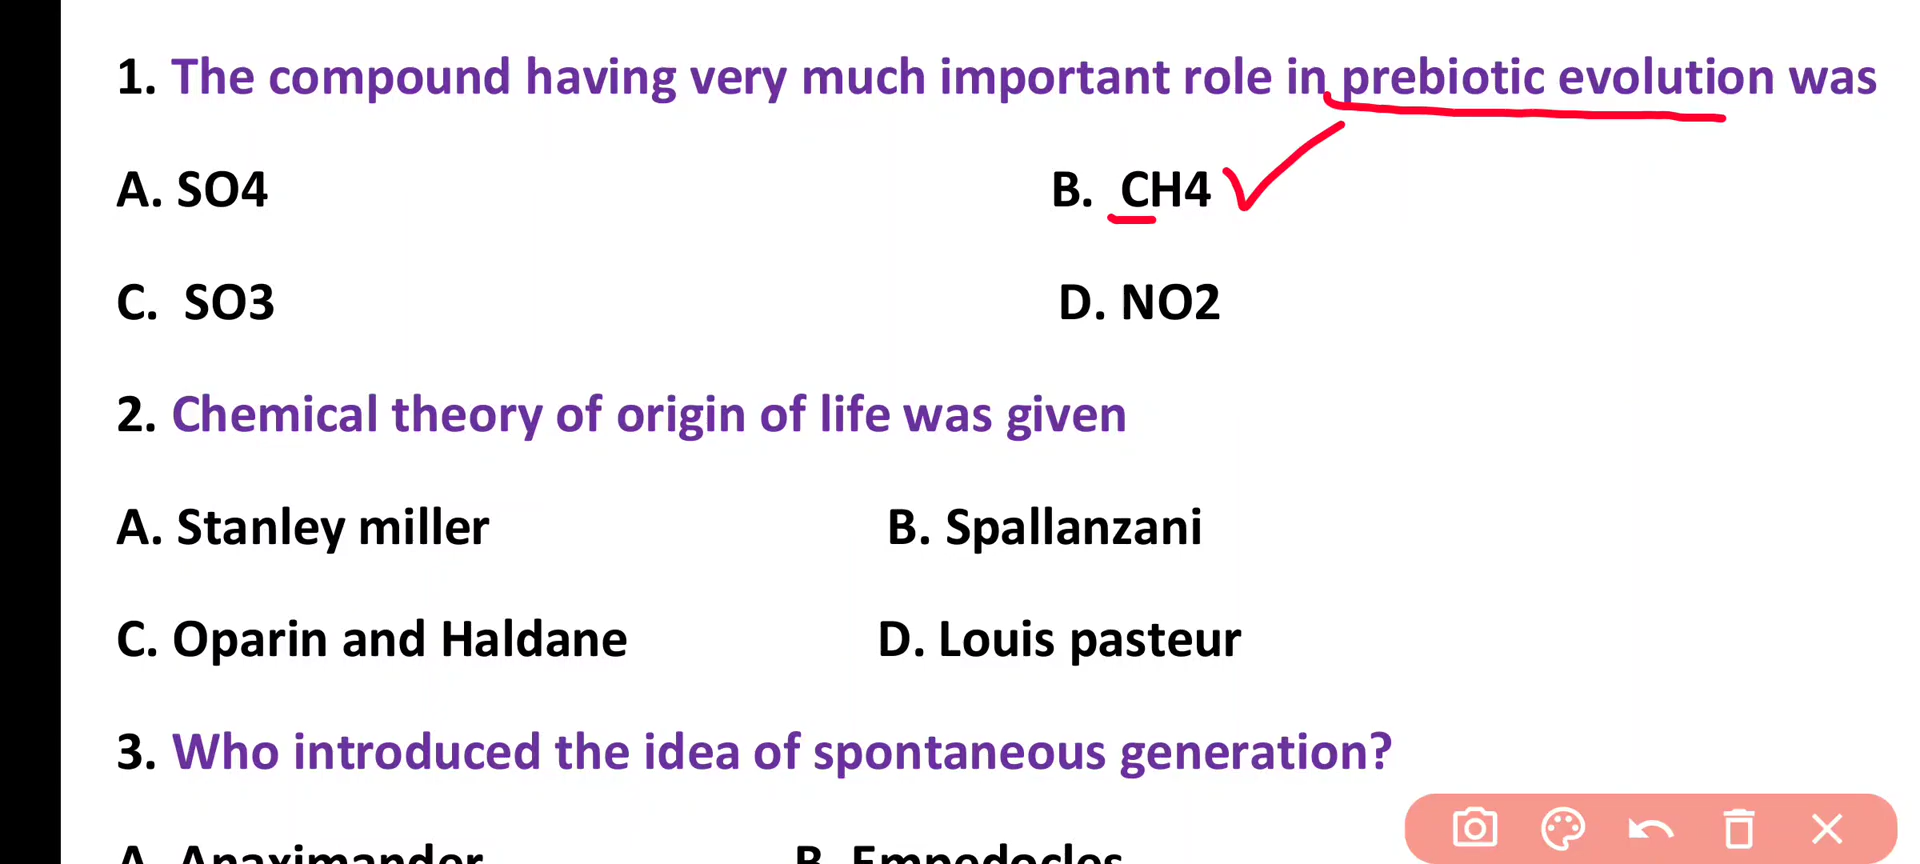 1. The compound having very much important role in prebiotic evolution was
A. SO4 B. CH4
C. SO3 D. NO2
2. Chemical theory of origin of life was given
A. Stanley miller B. Spallanzani
C. Oparin and Haldane D. Louis pasteur
3. Who introduced the idea of spontaneous generation?
A. Anaximander B. Empedocles